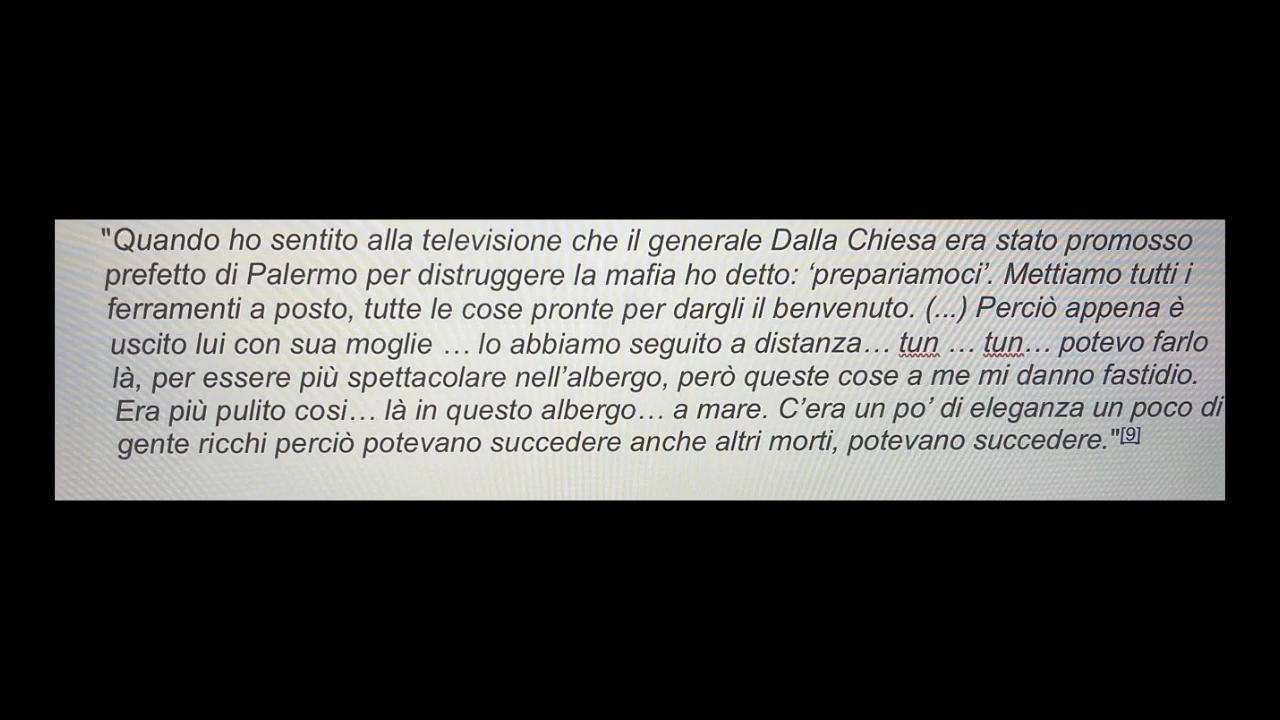 "Quando ho sentito alla televisione che il generale Dalla Chiesa era stato promosso
prefetto di Palermo per distruggere la mafia ho detto: ‘prepariamoci’. Mettiamo tutti i
ferramenti a posto, tutte le cose pronte per dargli il benvenuto. (...) Perciò appena è
uscito lui con sua moglie … lo abbiamo seguito a distanza… tun … tun… potevo farlo
là, per essere più spettacolare nell’albergo, però queste cose a me mi danno fastidio.
Era più pulito cosi… là in questo albergo… a mare. C’era un po’ di eleganza un poco di
gente ricchi perciò potevano succedere anche altri morti, potevano succedere."[9]